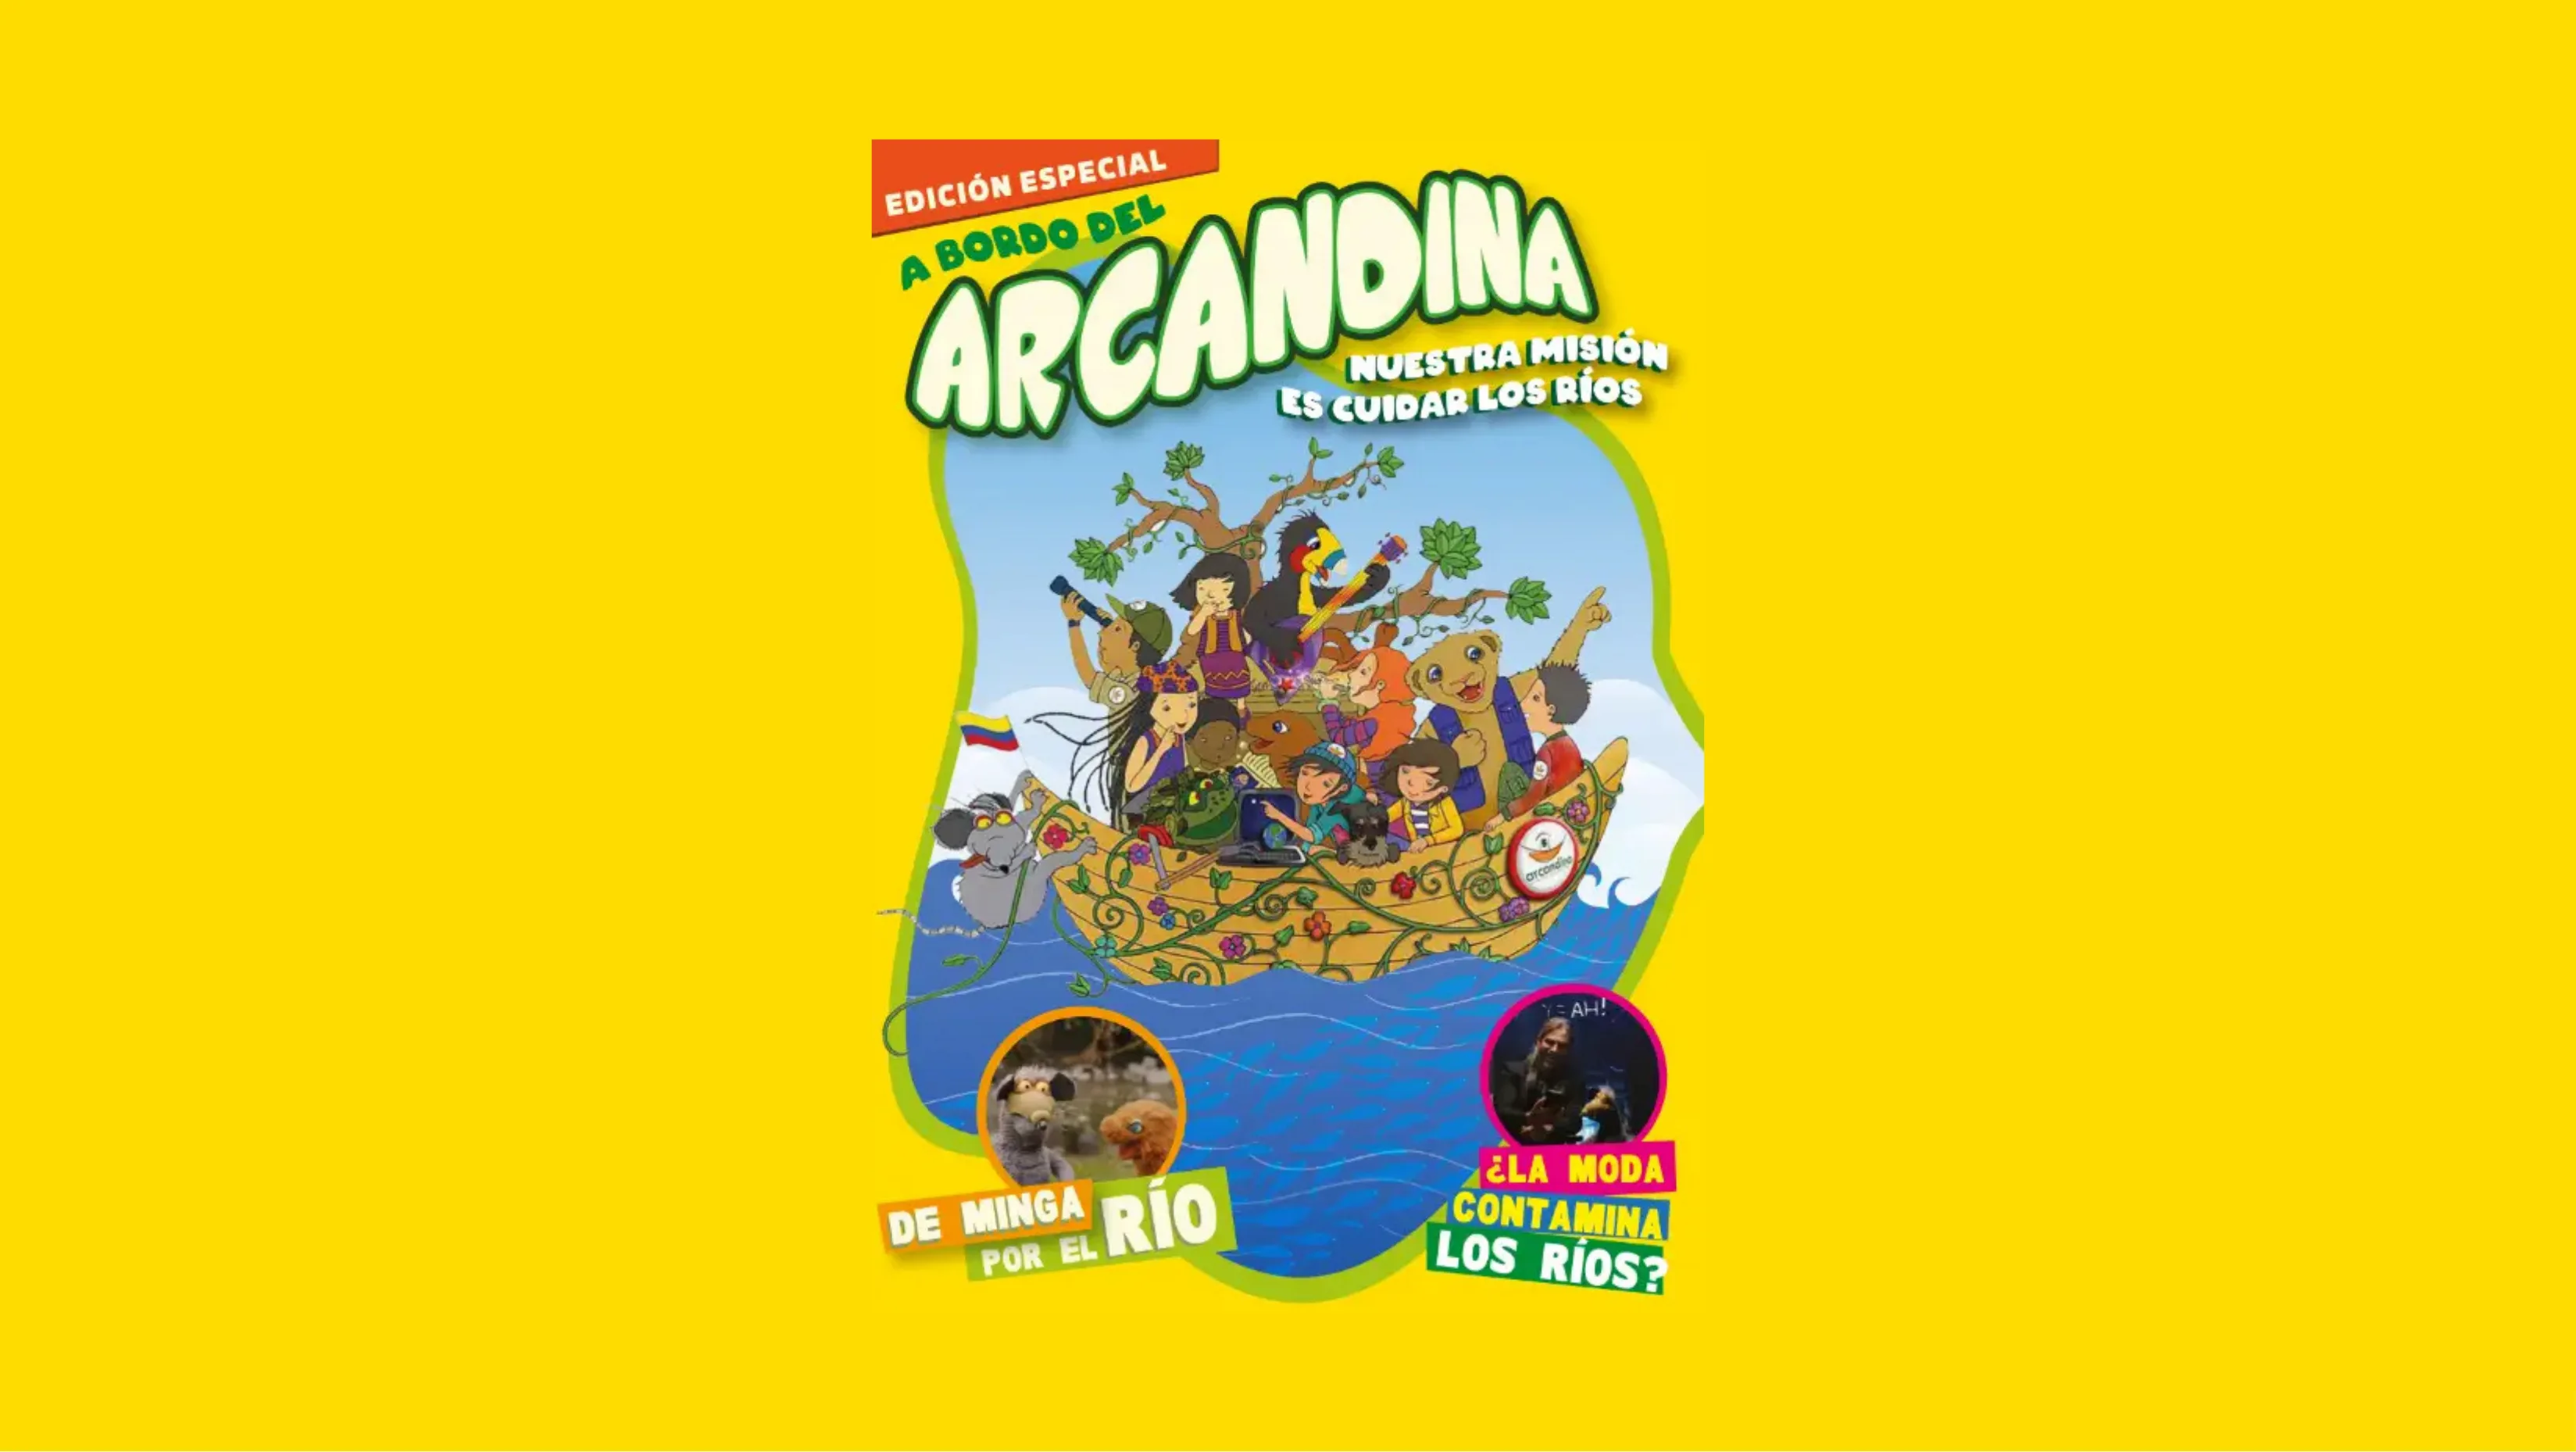 EDICIÓN ESPECIAL
A BORDO DEL
ARCANDINA
NUESTRA MISIÓN
ES CUIDAR LOS RÍOS
arcandina
YEAH!
DE MINGA
POR EL RÍO
¿LA MODA
CONTAMINA
LOS RÍOS?